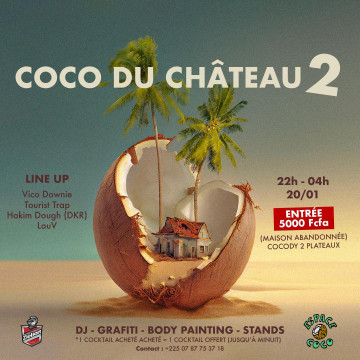 COCO DU CHÂTEAU 2
LINE UP
Vico Downie
Tourist Trap
Hakim Dough (DKR)
LouV
22h - 04h
20/01
ENTRÉE
5000 Fcfa
(MAISON ABANDONNÉE)
COCODY 2 PLATEAUX
DJ - GRAFITI - BODY PAINTING - STANDS
*1 COCKTAIL ACHETÉ ACHETÉ = 1 COCKTAIL OFFERT (JUSQU'À MINUIT)
Contact : +225 07 87 75 37 18
ESPACE
COCO